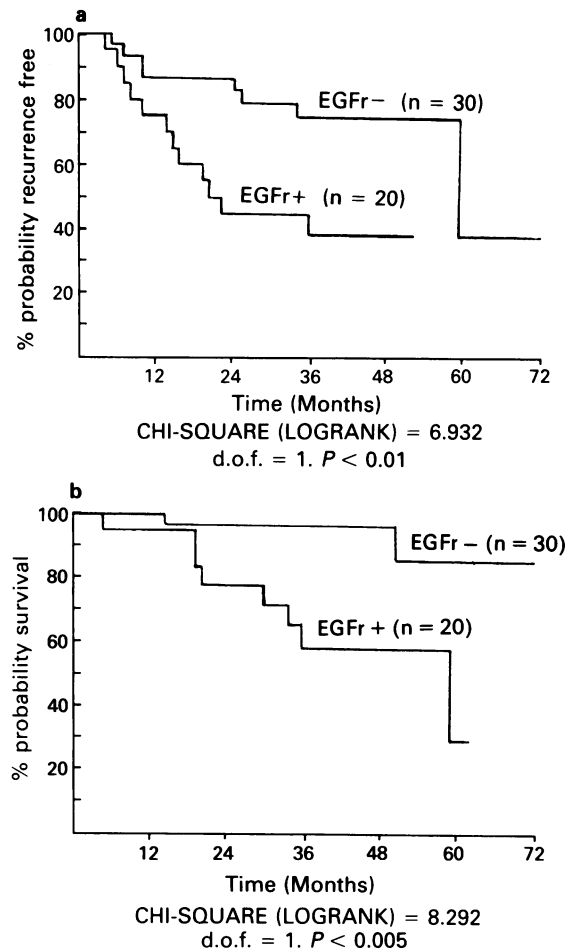 a
100
80
60
40
20
% probability recurrence free
EGFr− (n = 30)
EGFr+ (n = 20)
12 24 36 48 60 72
Time (Months)
CHI-SQUARE (LOGRANK) = 6.932
d.o.f. = 1. P < 0.01
b
100
80
60
40
20
% probability survival
EGFr − (n = 30)
EGFr + (n = 20)
12 24 36 48 60 72
Time (Months)
CHI-SQUARE (LOGRANK) = 8.292
d.o.f. = 1. P < 0.005